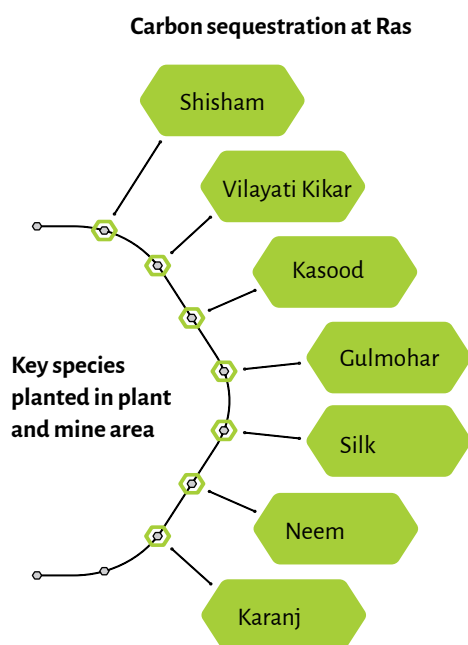 Carbon sequestration at Ras
Shisham
Vilayati Kikar
Kasood
Gulmohar
Key species
planted in plant
and mine area
Silk
Neem
Karanj